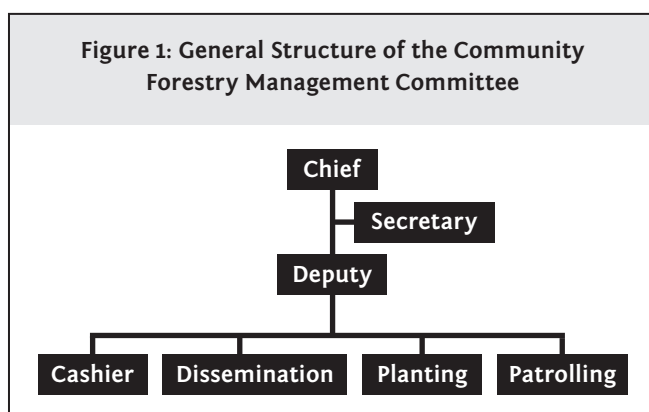 Figure 1: General Structure of the Community
Forestry Management Committee
Chief
Secretary
Deputy
Cashier Dissemination Planting Patrolling